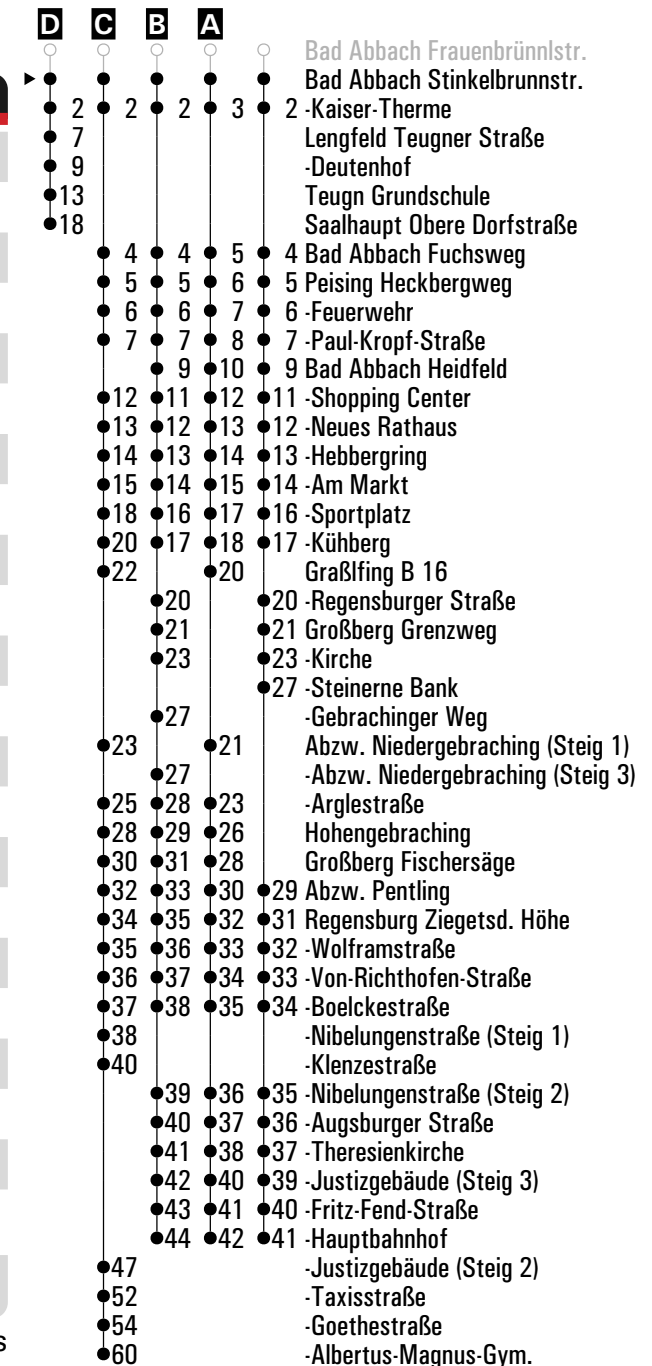 D C B A
Bad Abbach Frauenbrünnlstr.
Bad Abbach Stinkelbrunnstr.
2 2 2 3 2 -Kaiser-Therme
7 Lengfeld Teugner Straße
9 -Deutenhof
13 Teugn Grundschule
18 Saalhaupt Obere Dorfstraße
4 4 5 4 Bad Abbach Fuchsweg
5 5 6 5 Peising Heckbergweg
6 6 7 6 -Feuerwehr
7 7 8 7 -Paul-Kropf-Straße
9 10 9 Bad Abbach Heidfeld
12 11 12 11 -Shopping Center
13 12 13 12 -Neues Rathaus
14 13 14 13 -Hebbergring
15 14 15 14 -Am Markt
18 16 17 16 -Sportplatz
20 17 18 17 -Kühberg
22 20 Graßlfing B 16
20 20 -Regensburger Straße
21 21 Großberg Grenzweg
23 23 -Kirche
27 -Steinerne Bank
27 -Gebrachinger Weg
23 21 Abzw. Niedergebraching (Steig 1)
27 -Abzw. Niedergebraching (Steig 3)
25 28 23 -Arglestraße
28 29 26 Hohengebraching
30 31 28 Großberg Fischersäge
32 33 30 29 Abzw. Pentling
34 35 32 31 Regensburg Ziegetsd. Höhe
35 36 33 32 -Wolframstraße
36 37 34 33 -Von-Richthofen-Straße
37 38 35 34 -Boelckestraße
38 -Nibelungenstraße (Steig 1)
40 -Klenzestraße
39 36 35 -Nibelungenstraße (Steig 2)
40 37 36 -Augsburger Straße
41 38 37 -Theresienkirche
42 40 39 -Justizgebäude (Steig 3)
43 41 40 -Fritz-Fend-Straße
44 42 41 -Hauptbahnhof
47 -Justizgebäude (Steig 2)
52 -Taxisstraße
54 -Goethestraße
s
60 -Albertus-Magnus-Gym.